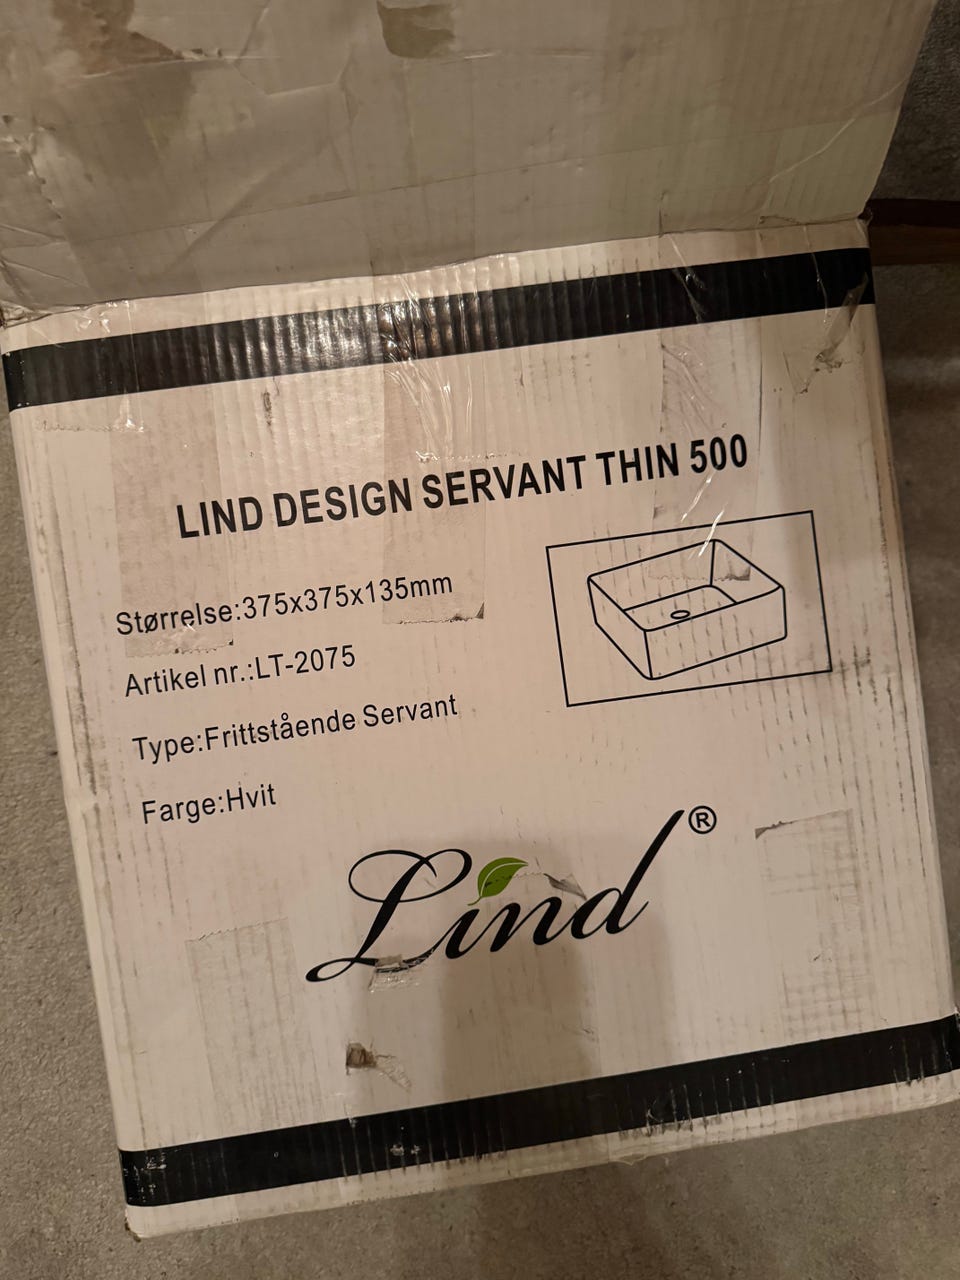 LIND DESIGN SERVANT THIN 500
Størrelse:375x375x135mm
Artikel nr.:LT-2075
Type:Frittstående Servant
Farge:Hvit
Lind®